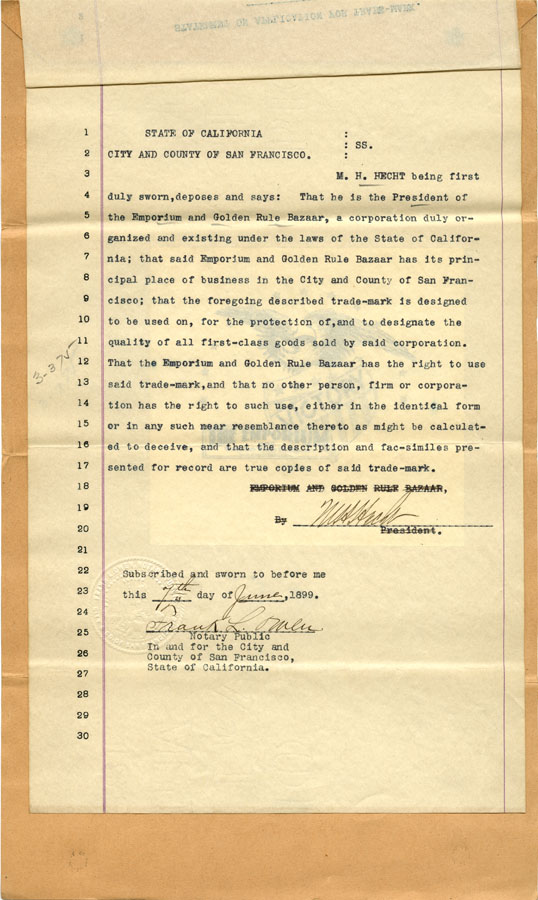 STATEMENT ON APPLICATION FOR TRADE-MARK
1 STATE OF CALIFORNIA :
: SS.
2 CITY AND COUNTY OF SAN FRANCISCO. :
3 M. H. HECHT being first
4 duly sworn,deposes and says: That he is the President of
5 the Emporium and Golden Rule Bazaar, a corporation duly or-
6 ganized and existing under the laws of the State of Califor-
7 nia; that said Emporium and Golden Rule Bazaar has its prin-
8 cipal place of business in the City and County of San Fran-
9 cisco; that the foregoing described trade-mark is designed
10 to be used on, for the protection of,and to designate the
11 quality of all first-class goods sold by said corporation.
3-375
12 That the Emporium and Golden Rule Bazaar has the right to use
13 said trade-mark,and that no other person, firm or corpora-
14 tion has the right to such use, either in the identical form
15 or in any such near resemblance thereto as might be calculat-
16 ed to deceive, and that the description and fac-similes pre-
17 sented for record are true copies of said trade-mark.
18 EMPORIUM AND GOLDEN RULE BAZAAR,
19 By M H Hecht
20 President.
21
22 Subscribed and sworn to before me
23 this 7th day of June,1899.
24
25 Frank L. Owen
Notary Public
26 In and for the City and
County of San Francisco,
27 State of California.
28
29
30